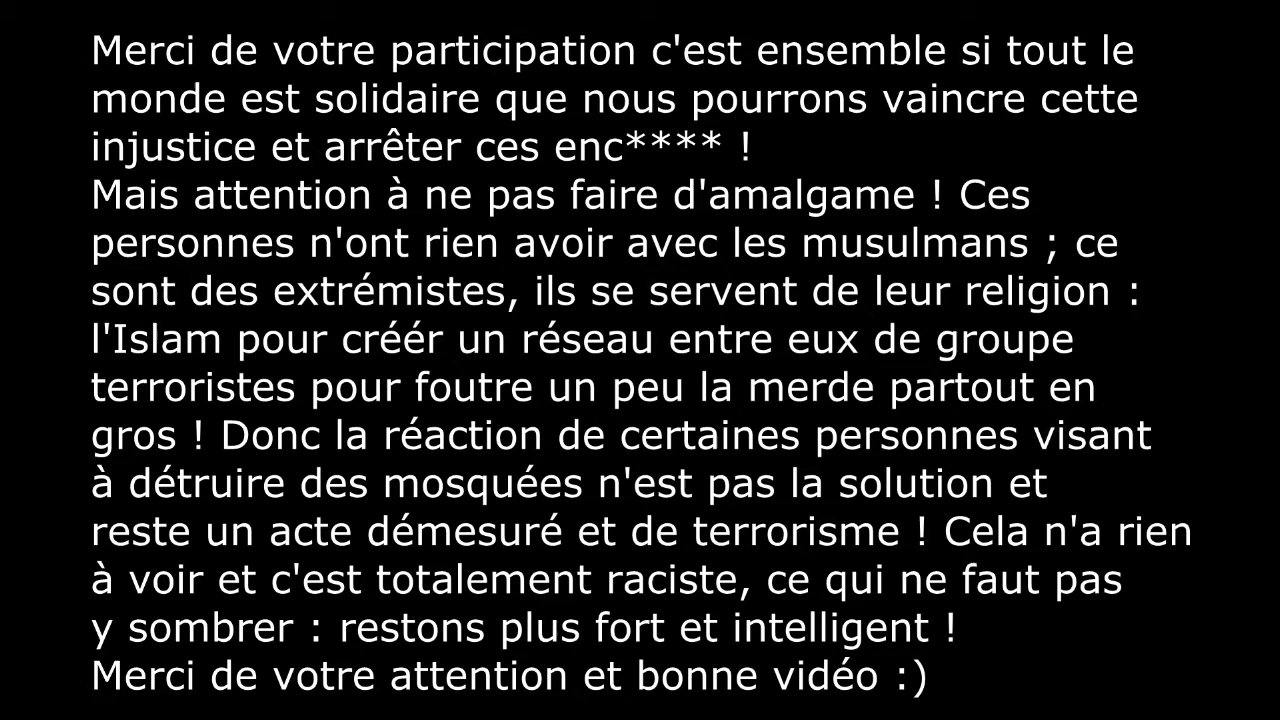 Merci de votre participation c'est ensemble si tout le
monde est solidaire que nous pourrons vaincre cette
injustice et arrêter ces enc**** !
Mais attention à ne pas faire d'amalgame ! Ces
personnes n'ont rien avoir avec les musulmans ; ce
sont des extrémistes, ils se servent de leur religion :
l'Islam pour créér un réseau entre eux de groupe
terroristes pour foutre un peu la merde partout en
gros ! Donc la réaction de certaines personnes visant
à détruire des mosquées n'est pas la solution et
reste un acte démesuré et de terrorisme ! Cela n'a rien
à voir et c'est totalement raciste, ce qui ne faut pas
y sombrer : restons plus fort et intelligent !
Merci de votre attention et bonne vidéo :)